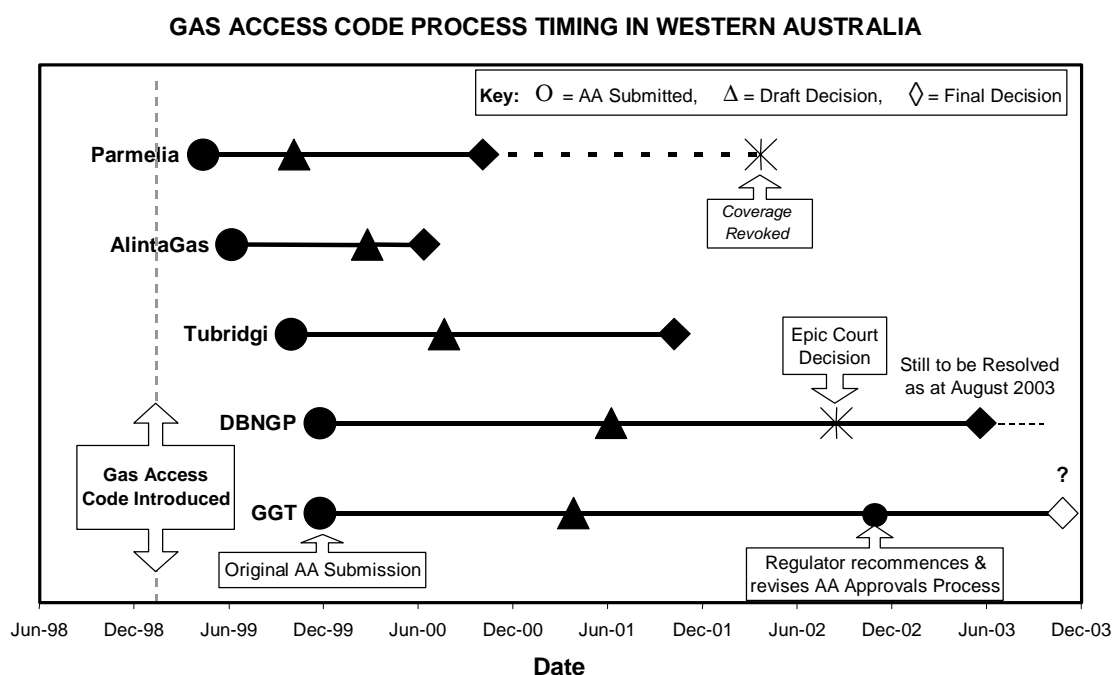 GAS ACCESS CODE PROCESS TIMING IN WESTERN AUSTRALIA
Key: O = AA Submitted, Δ = Draft Decision, ◊ = Final Decision
Parmelia
Coverage
Revoked
AlintaGas
Tubridgi
Epic Court
Decision
Still to be Resolved
as at August 2003
DBNGP
Gas Access
Code Introduced
?
GGT
Original AA Submission
Regulator recommences &
revises AA Approvals Process
Jun-98 Dec-98 Jun-99 Dec-99 Jun-00 Dec-00 Jun-01 Dec-01 Jun-02 Dec-02 Jun-03 Dec-03
Date